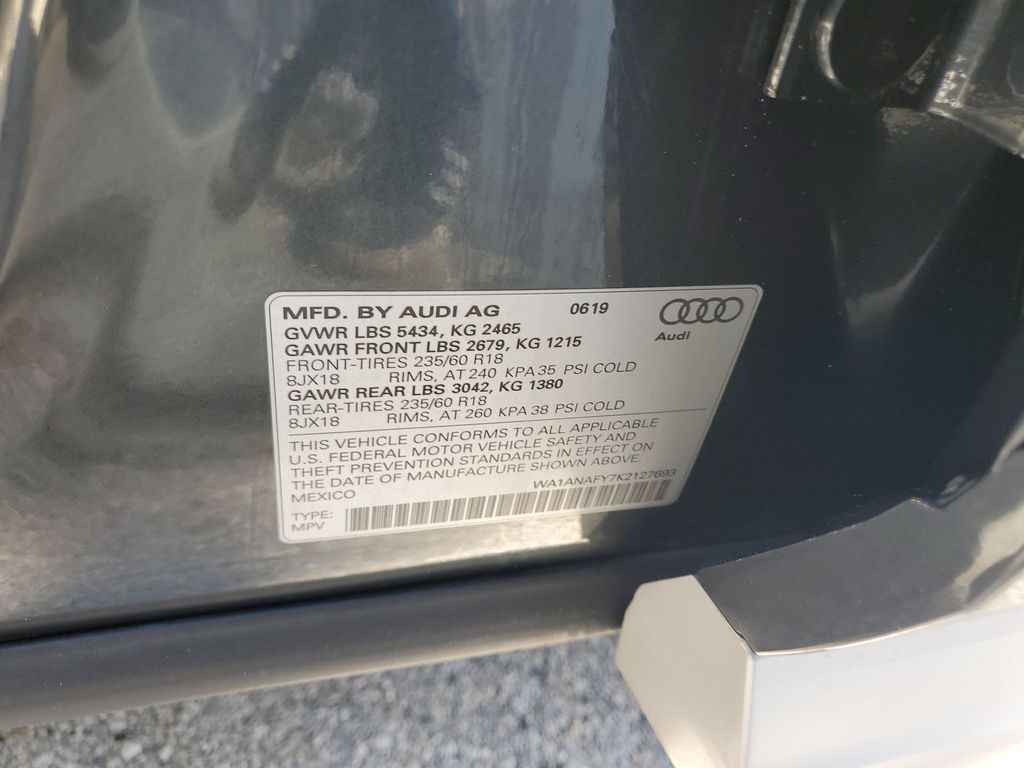 MFD. BY AUDI AG 0619
Audi
GVWR LBS 5434, KG 2465
GAWR FRONT LBS 2679, KG 1215
FRONT-TIRES 235/60 R18
8JX18 RIMS, AT 240 KPA 35 PSI COLD
GAWR REAR LBS 3042, KG 1380
REAR-TIRES 235/60 R18
8JX18 RIMS, AT 260 KPA 38 PSI COLD
THIS VEHICLE CONFORMS TO ALL APPLICABLE
U.S. FEDERAL MOTOR VEHICLE SAFETY AND
THEFT PREVENTION STANDARDS IN EFFECT ON
THE DATE OF MANUFACTURE SHOWN ABOVE.
MEXICO WA1ANAFY7K2127693
TYPE:
MPV